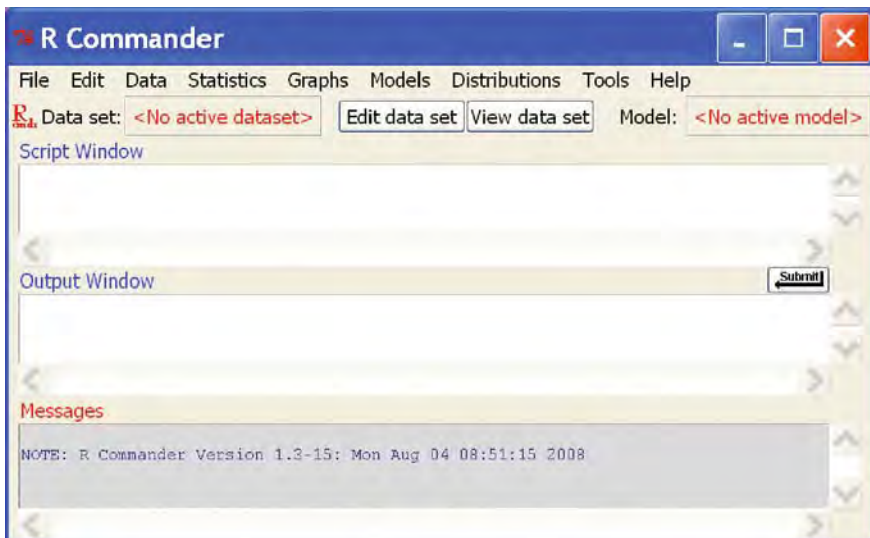 R Commander
File Edit Data Statistics Graphs Models Distributions Tools Help
R Data set: <No active dataset> Edit data set View data set Model: <No active model>
Script Window
Output Window Submit
Messages
NOTE: R Commander Version 1.3-15: Mon Aug 04 08:51:15 2008